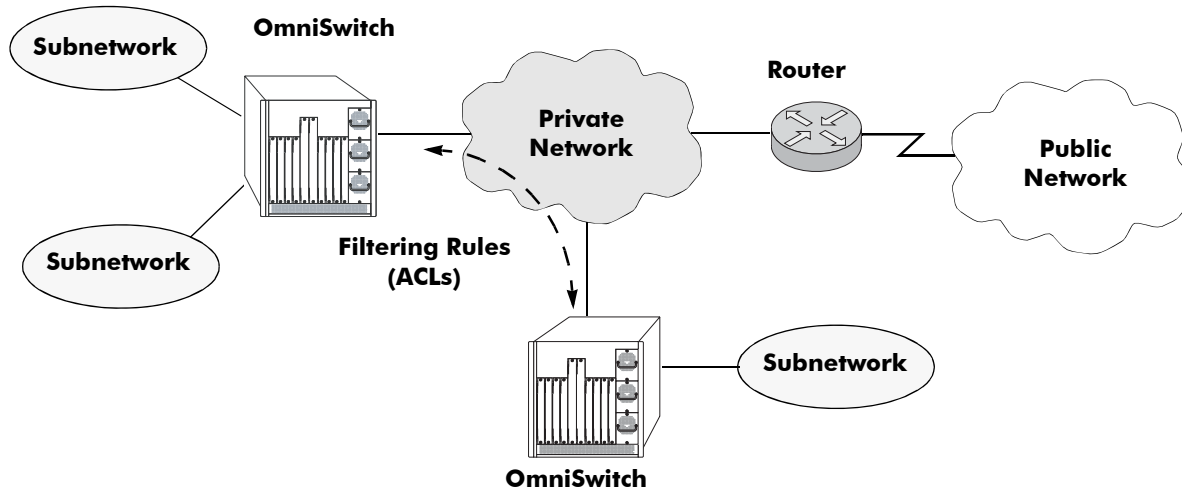 OmniSwitch
Subnetwork
Router
Private
Network
Public
Network
Filtering Rules
(ACLs)
Subnetwork
Subnetwork
OmniSwitch